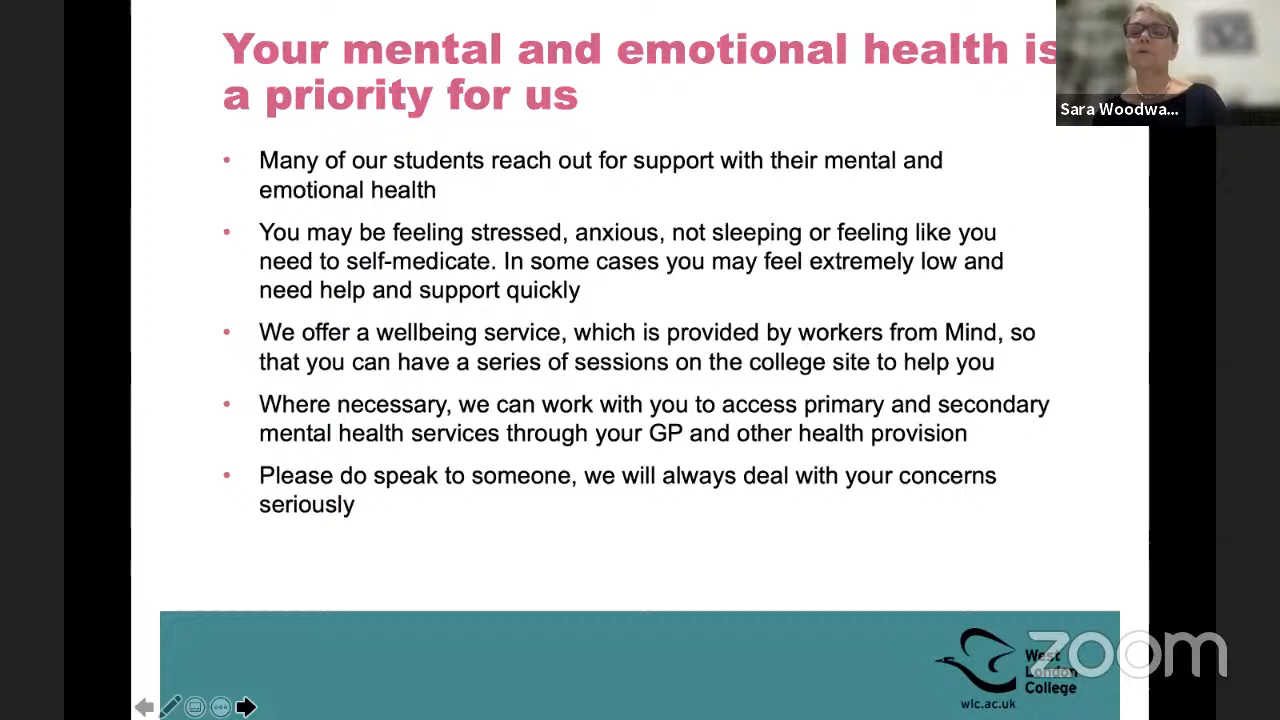 Your mental and emotional health is
a priority for us
Sara Woodwa...
• Many of our students reach out for support with their mental and
emotional health
• You may be feeling stressed, anxious, not sleeping or feeling like you
need to self-medicate. In some cases you may feel extremely low and
need help and support quickly
• We offer a wellbeing service, which is provided by workers from Mind, so
that you can have a series of sessions on the college site to help you
• Where necessary, we can work with you to access primary and secondary
mental health services through your GP and other health provision
• Please do speak to someone, we will always deal with your concerns
seriously
West
London
College
wlc.ac.uk
zoom